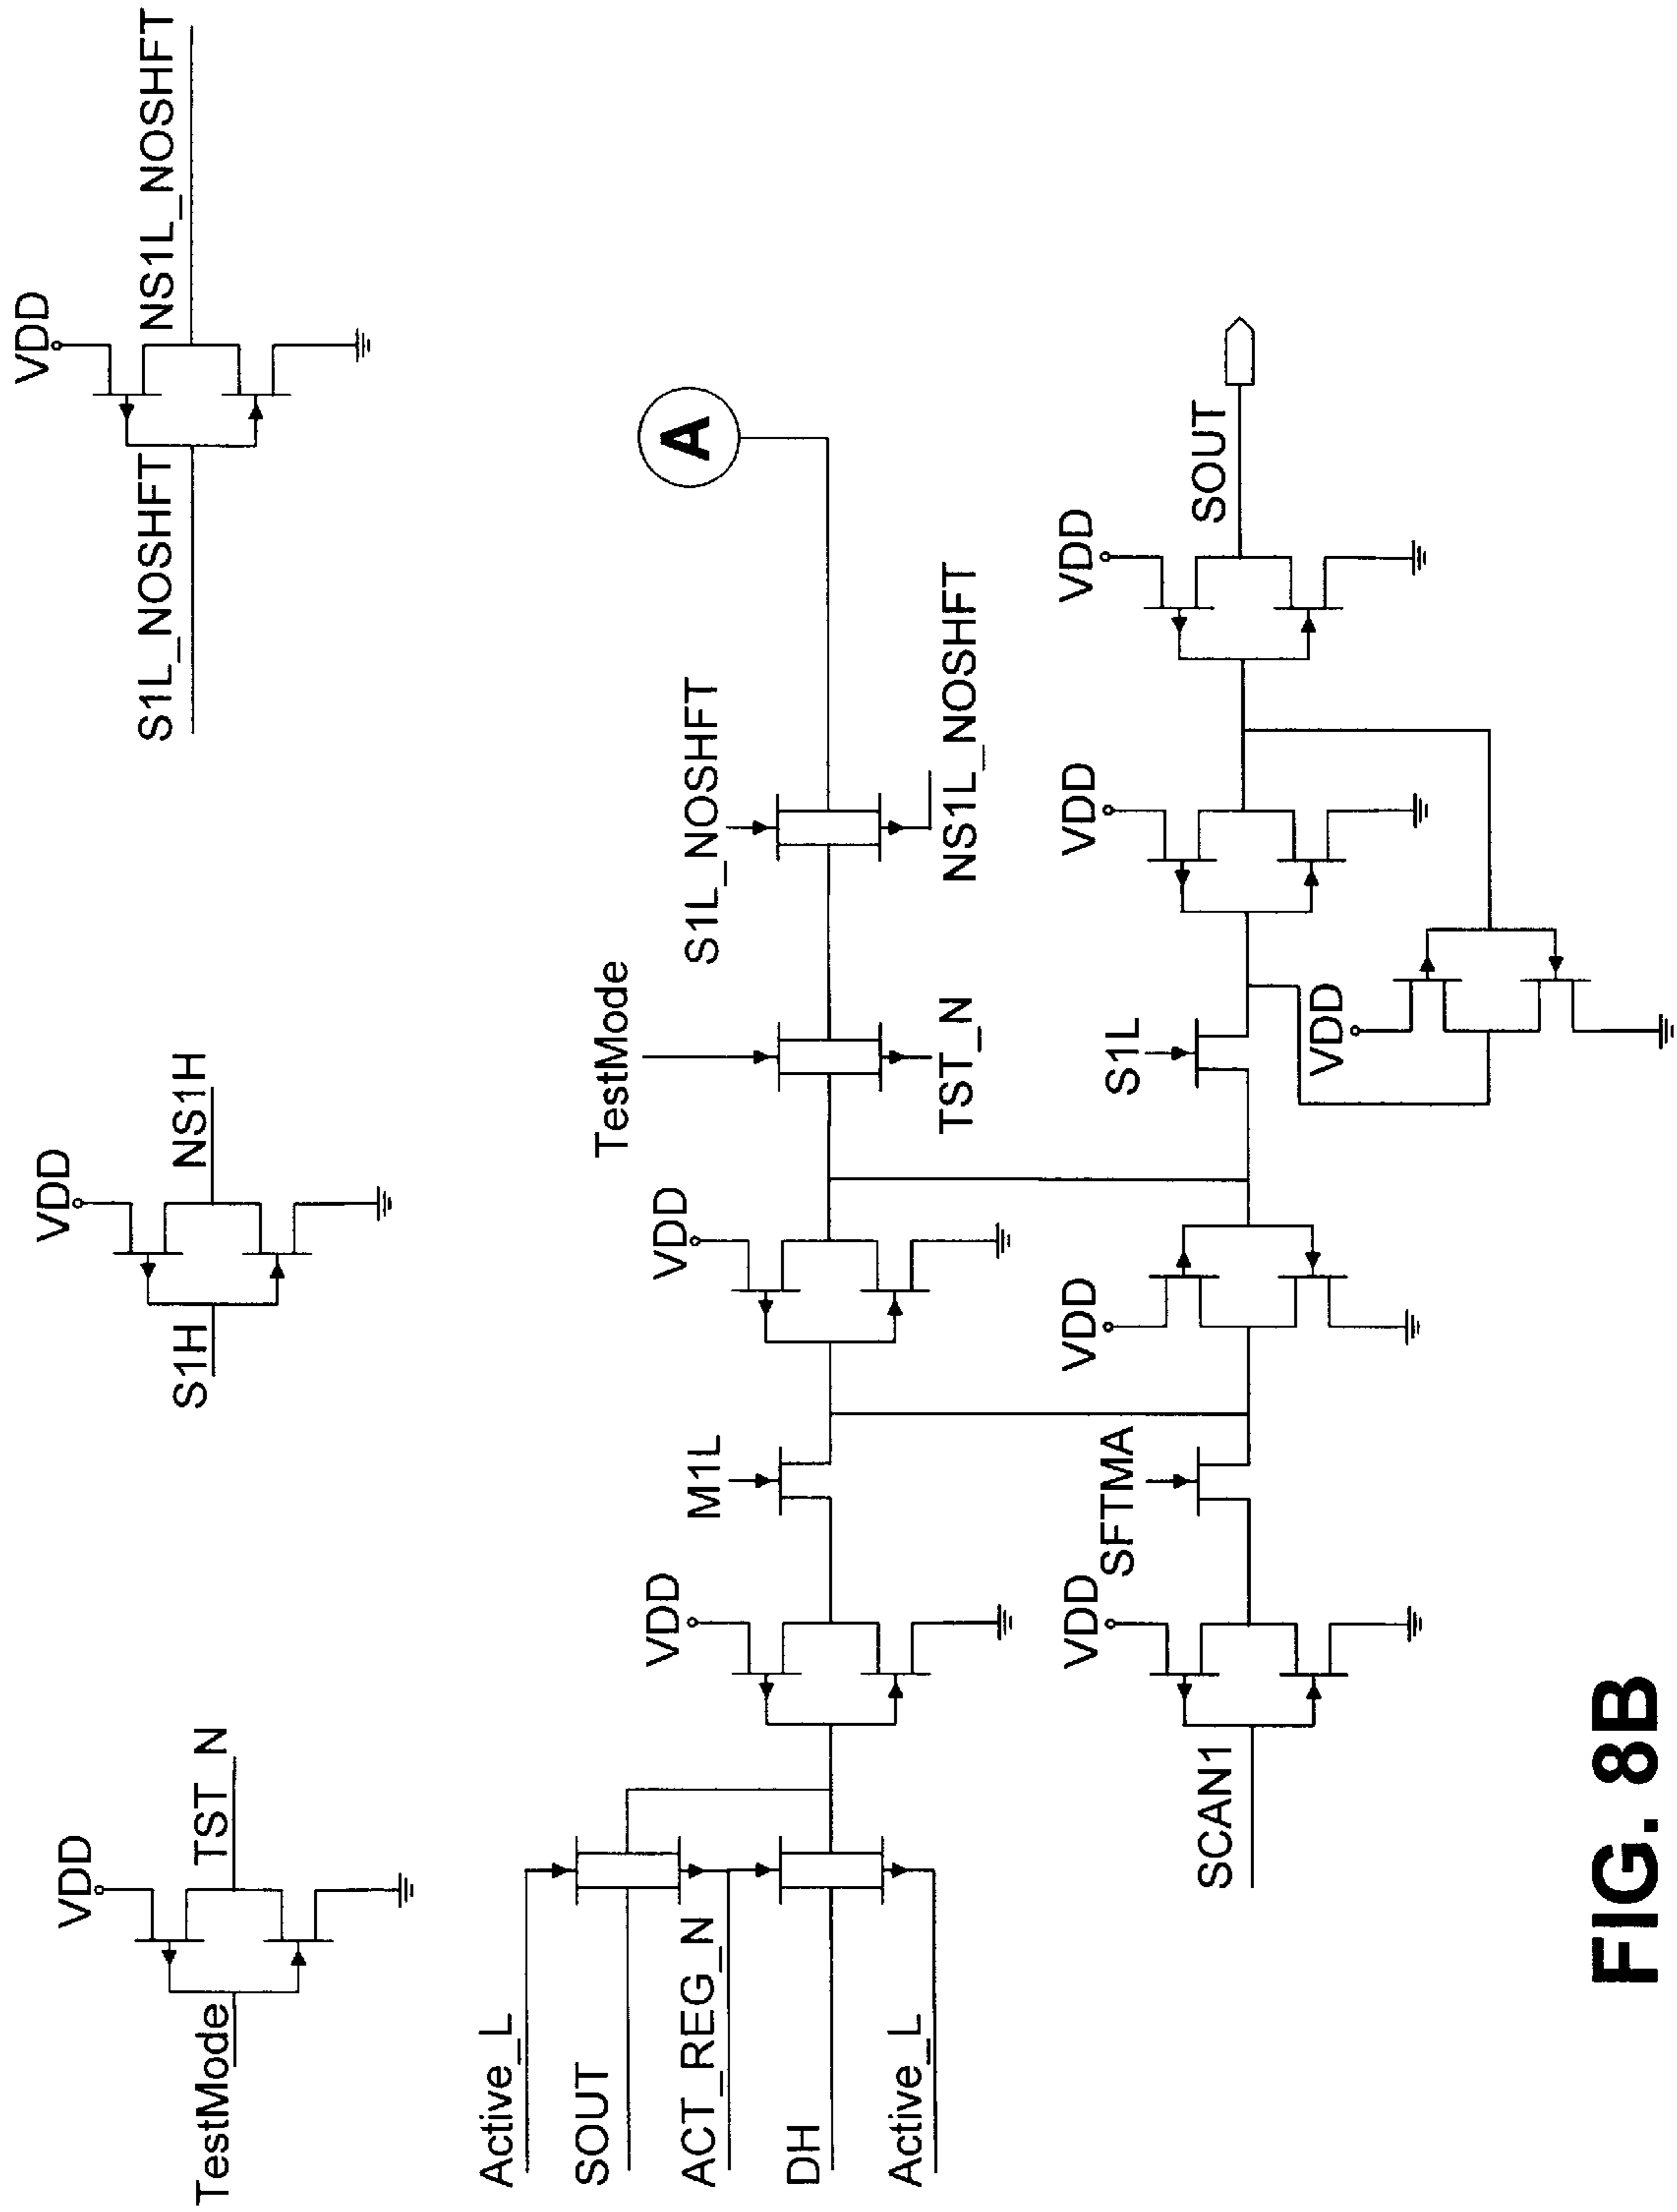 VDD
TestMode
TST_N
VDD
S1H
NS1H
VDD
S1L_NOSHFT
NS1L_NOSHFT
Active_L
SOUT
ACT_REG_N
DH
Active_L
VDD
M1L
VDD
TestMode
TST_N
S1L_NOSHFT
NS1L_NOSHFT
A
SCAN1
VDD
SFTMA
VDD
S1L
VDD
VDD
VDD
SOUT
FIG. 8B